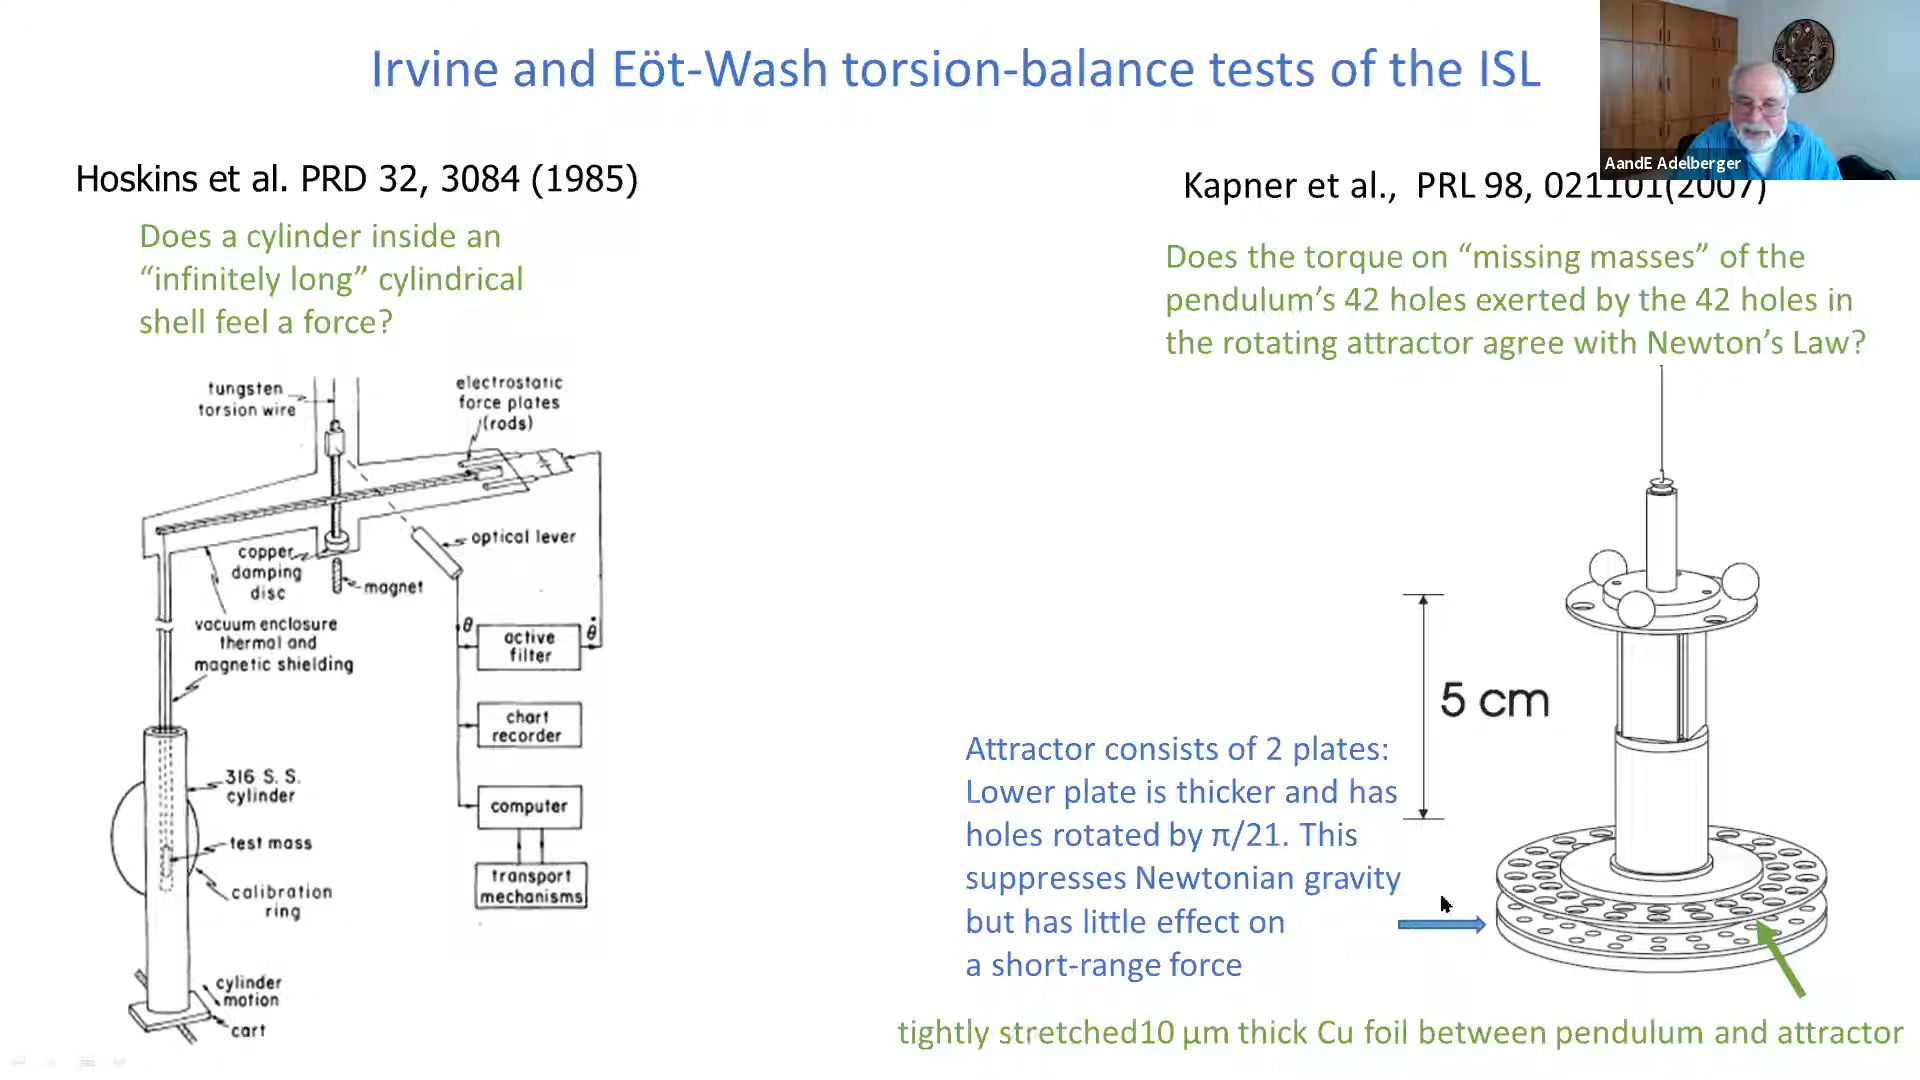 Irvine and Eöt-Wash torsion-balance tests of the ISL
AandE Adelberger
Hoskins et al. PRD 32, 3084 (1985)
Does a cylinder inside an
“infinitely long” cylindrical
shell feel a force?
tungsten
torsion wire
electrostatic
force plates
(rods)
optical lever
copper
damping
disc
magnet
vacuum enclosure
thermal and
magnetic shielding
θ
active
filter
θ̇
chart
recorder
316 S. S.
cylinder
computer
test mass
transport
mechanisms
calibration
ring
cylinder
motion
cart
Kapner et al., PRL 98, 021101(2007)
Does the torque on “missing masses” of the
pendulum’s 42 holes exerted by the 42 holes in
the rotating attractor agree with Newton’s Law?
5 cm
Attractor consists of 2 plates:
Lower plate is thicker and has
holes rotated by π/21. This
suppresses Newtonian gravity
but has little effect on
a short-range force
tightly stretched10 μm thick Cu foil between pendulum and attractor